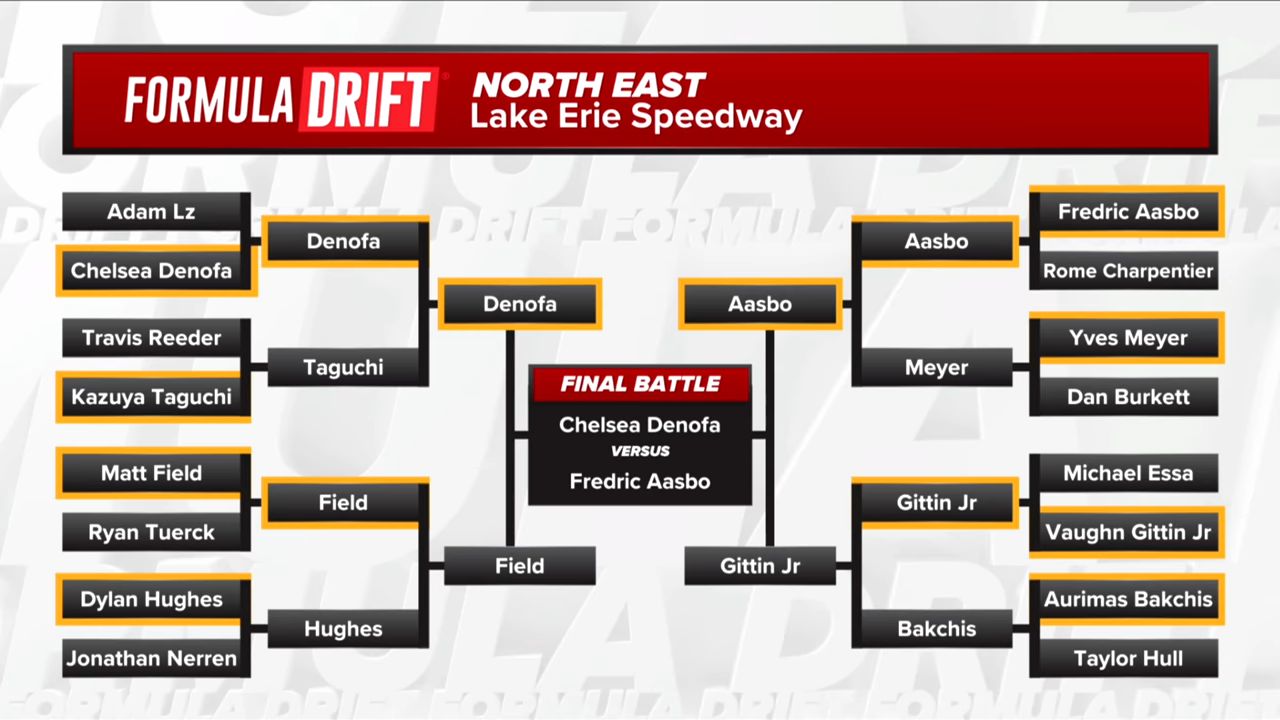 FORMULA DRIFT®
NORTH EAST
Lake Erie Speedway
Adam Lz
Chelsea Denofa
Travis Reeder
Kazuya Taguchi
Matt Field
Ryan Tuerck
Dylan Hughes
Jonathan Nerren
Denofa
Taguchi
Field
Hughes
Denofa
Field
FINAL BATTLE
Chelsea Denofa
VERSUS
Fredric Aasbo
Aasbo
Gittin Jr
Aasbo
Meyer
Gittin Jr
Bakchis
Fredric Aasbo
Rome Charpentier
Yves Meyer
Dan Burkett
Michael Essa
Vaughn Gittin Jr
Aurimas Bakchis
Taylor Hull